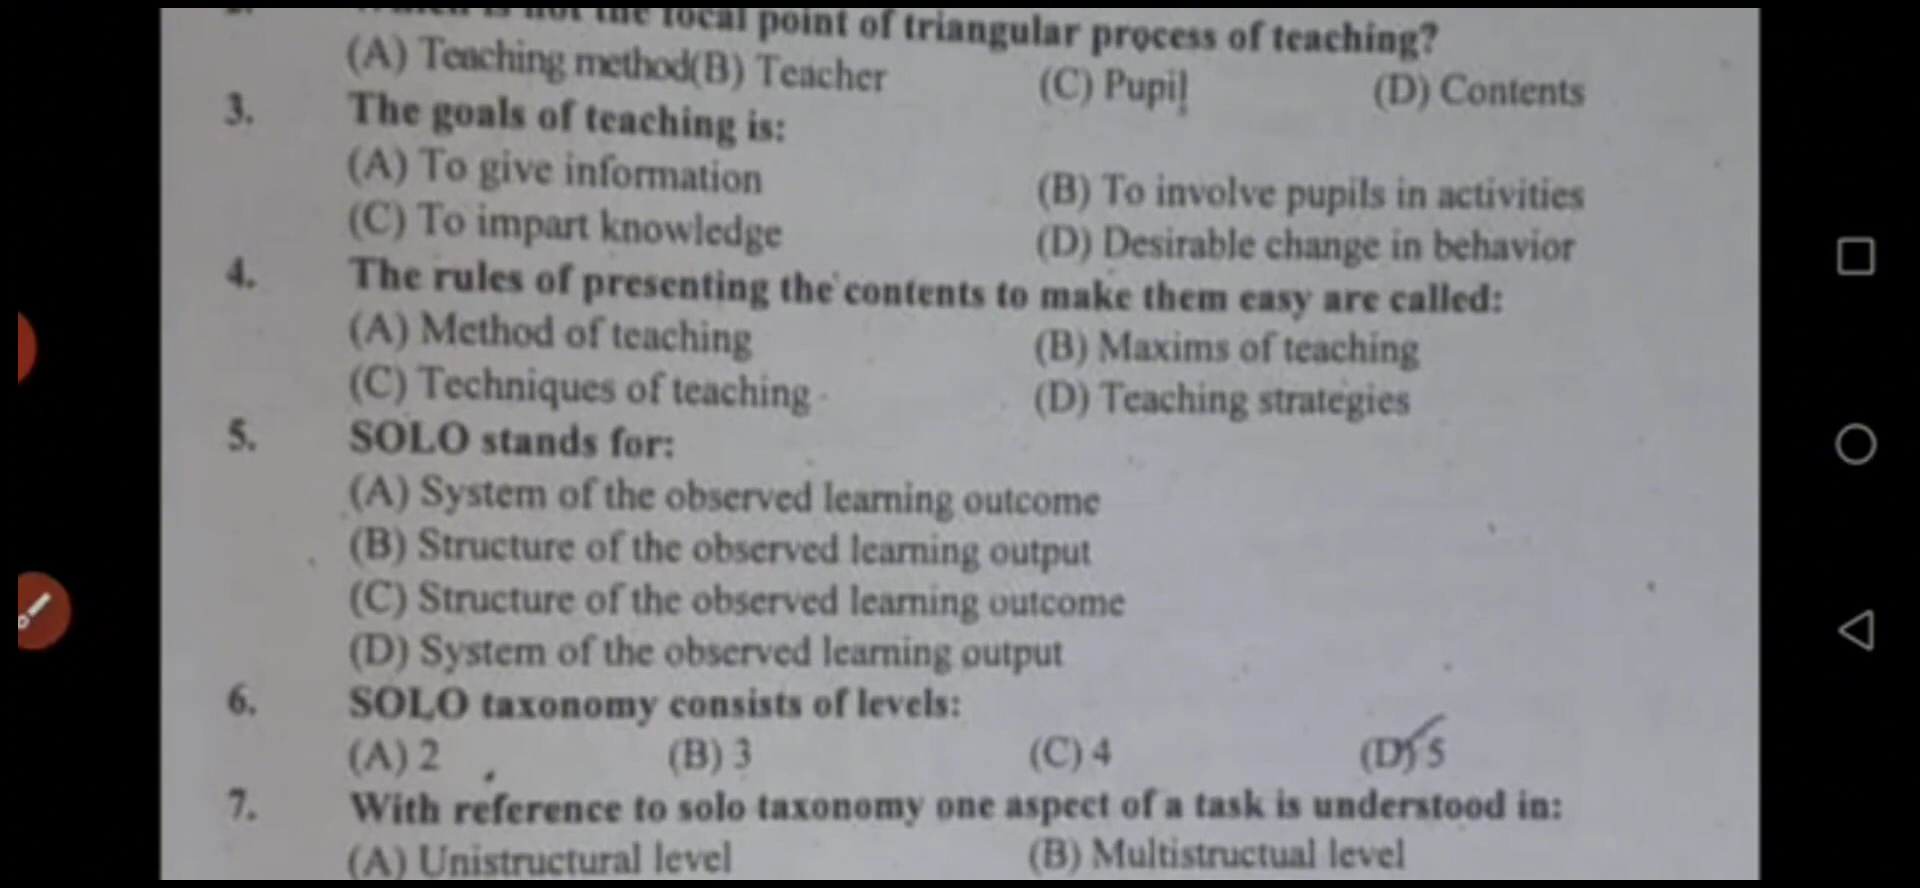 is not the focal point of triangular process of teaching?
(A) Teaching method(B) Teacher (C) Pupil (D) Contents
3. The goals of teaching is:
(A) To give information (B) To involve pupils in activities
(C) To impart knowledge (D) Desirable change in behavior
4. The rules of presenting the contents to make them easy are called:
(A) Method of teaching (B) Maxims of teaching
(C) Techniques of teaching (D) Teaching strategies
5. SOLO stands for:
(A) System of the observed learning outcome
(B) Structure of the observed learning output
(C) Structure of the observed learning outcome
(D) System of the observed learning output
6. SOLO taxonomy consists of levels:
(A) 2 (B) 3 (C) 4 (D) 5
7. With reference to solo taxonomy one aspect of a task is understood in:
(A) Unistructural level (B) Multistructual level